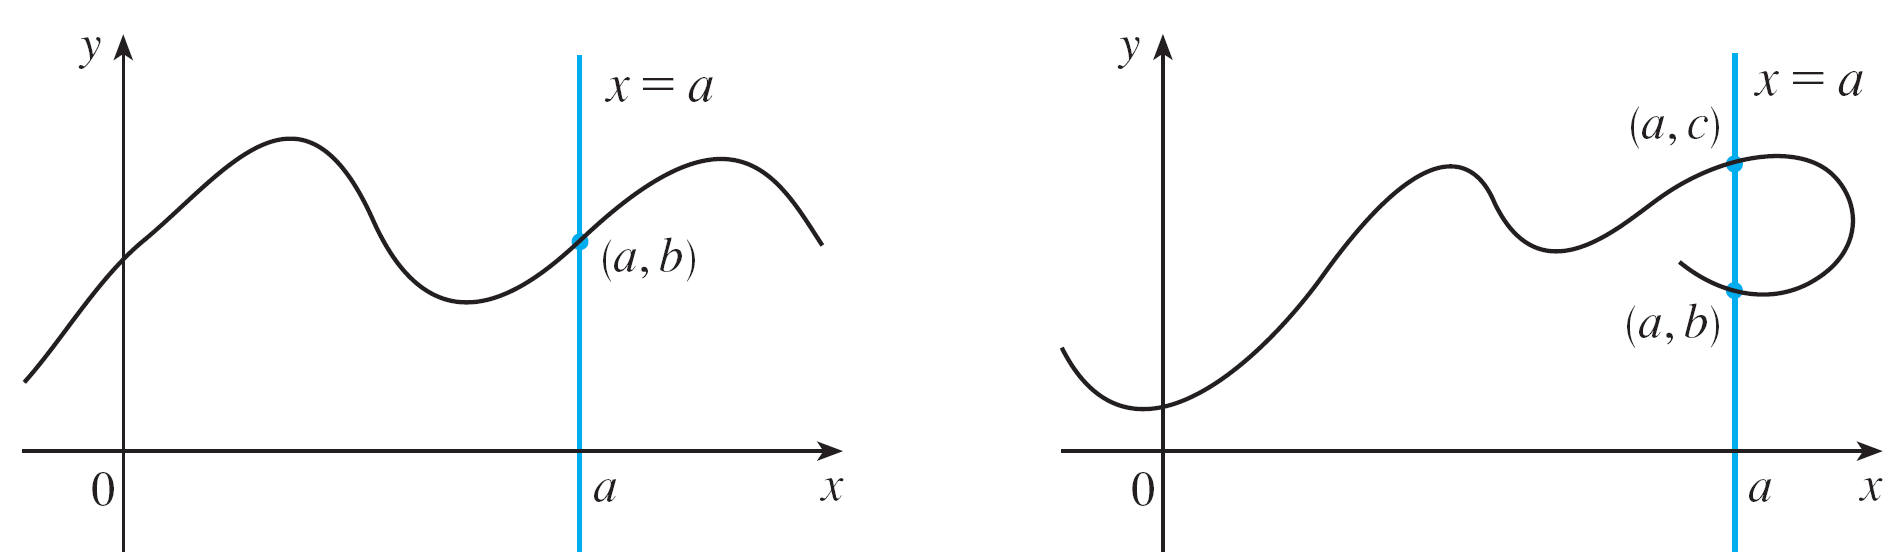 y
x = a
(a, b)
0
a
x
y
x = a
(a, c)
(a, b)
0
a
x